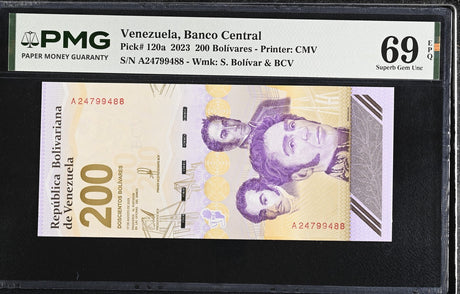 PMG
PAPER MONEY GUARANTY
Venezuela, Banco Central
Pick# 120a 2023 200 Bolívares - Printer: CMV
S/N A24799488 - Wmk: S. Bolívar & BCV
69 EPQ
Superb Gem Unc
A24799488
República Bolivariana
de Venezuela
200
DOSCIENTOS BOLÍVARES
A24799488